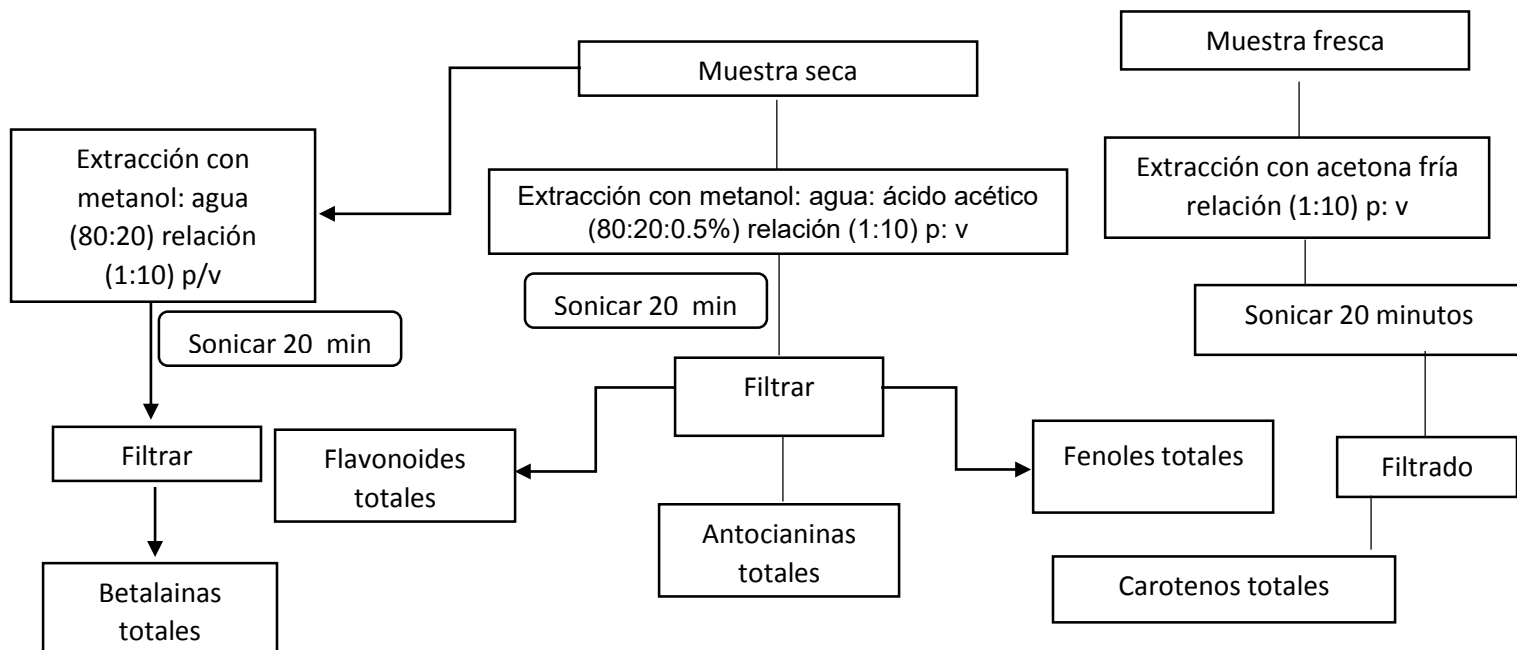 Muestra seca
Muestra fresca
Extracción con
metanol: agua
(80:20) relación
(1:10) p/v
Extracción con metanol: agua: ácido acético
(80:20:0.5%) relación (1:10) p: v
Extracción con acetona fría
relación (1:10) p: v
Sonicar 20 min
Sonicar 20 min
Sonicar 20 minutos
Filtrar
Filtrar
Filtrado
Flavonoides
totales
Antocianinas
totales
Fenoles totales
Betalainas
totales
Carotenos totales